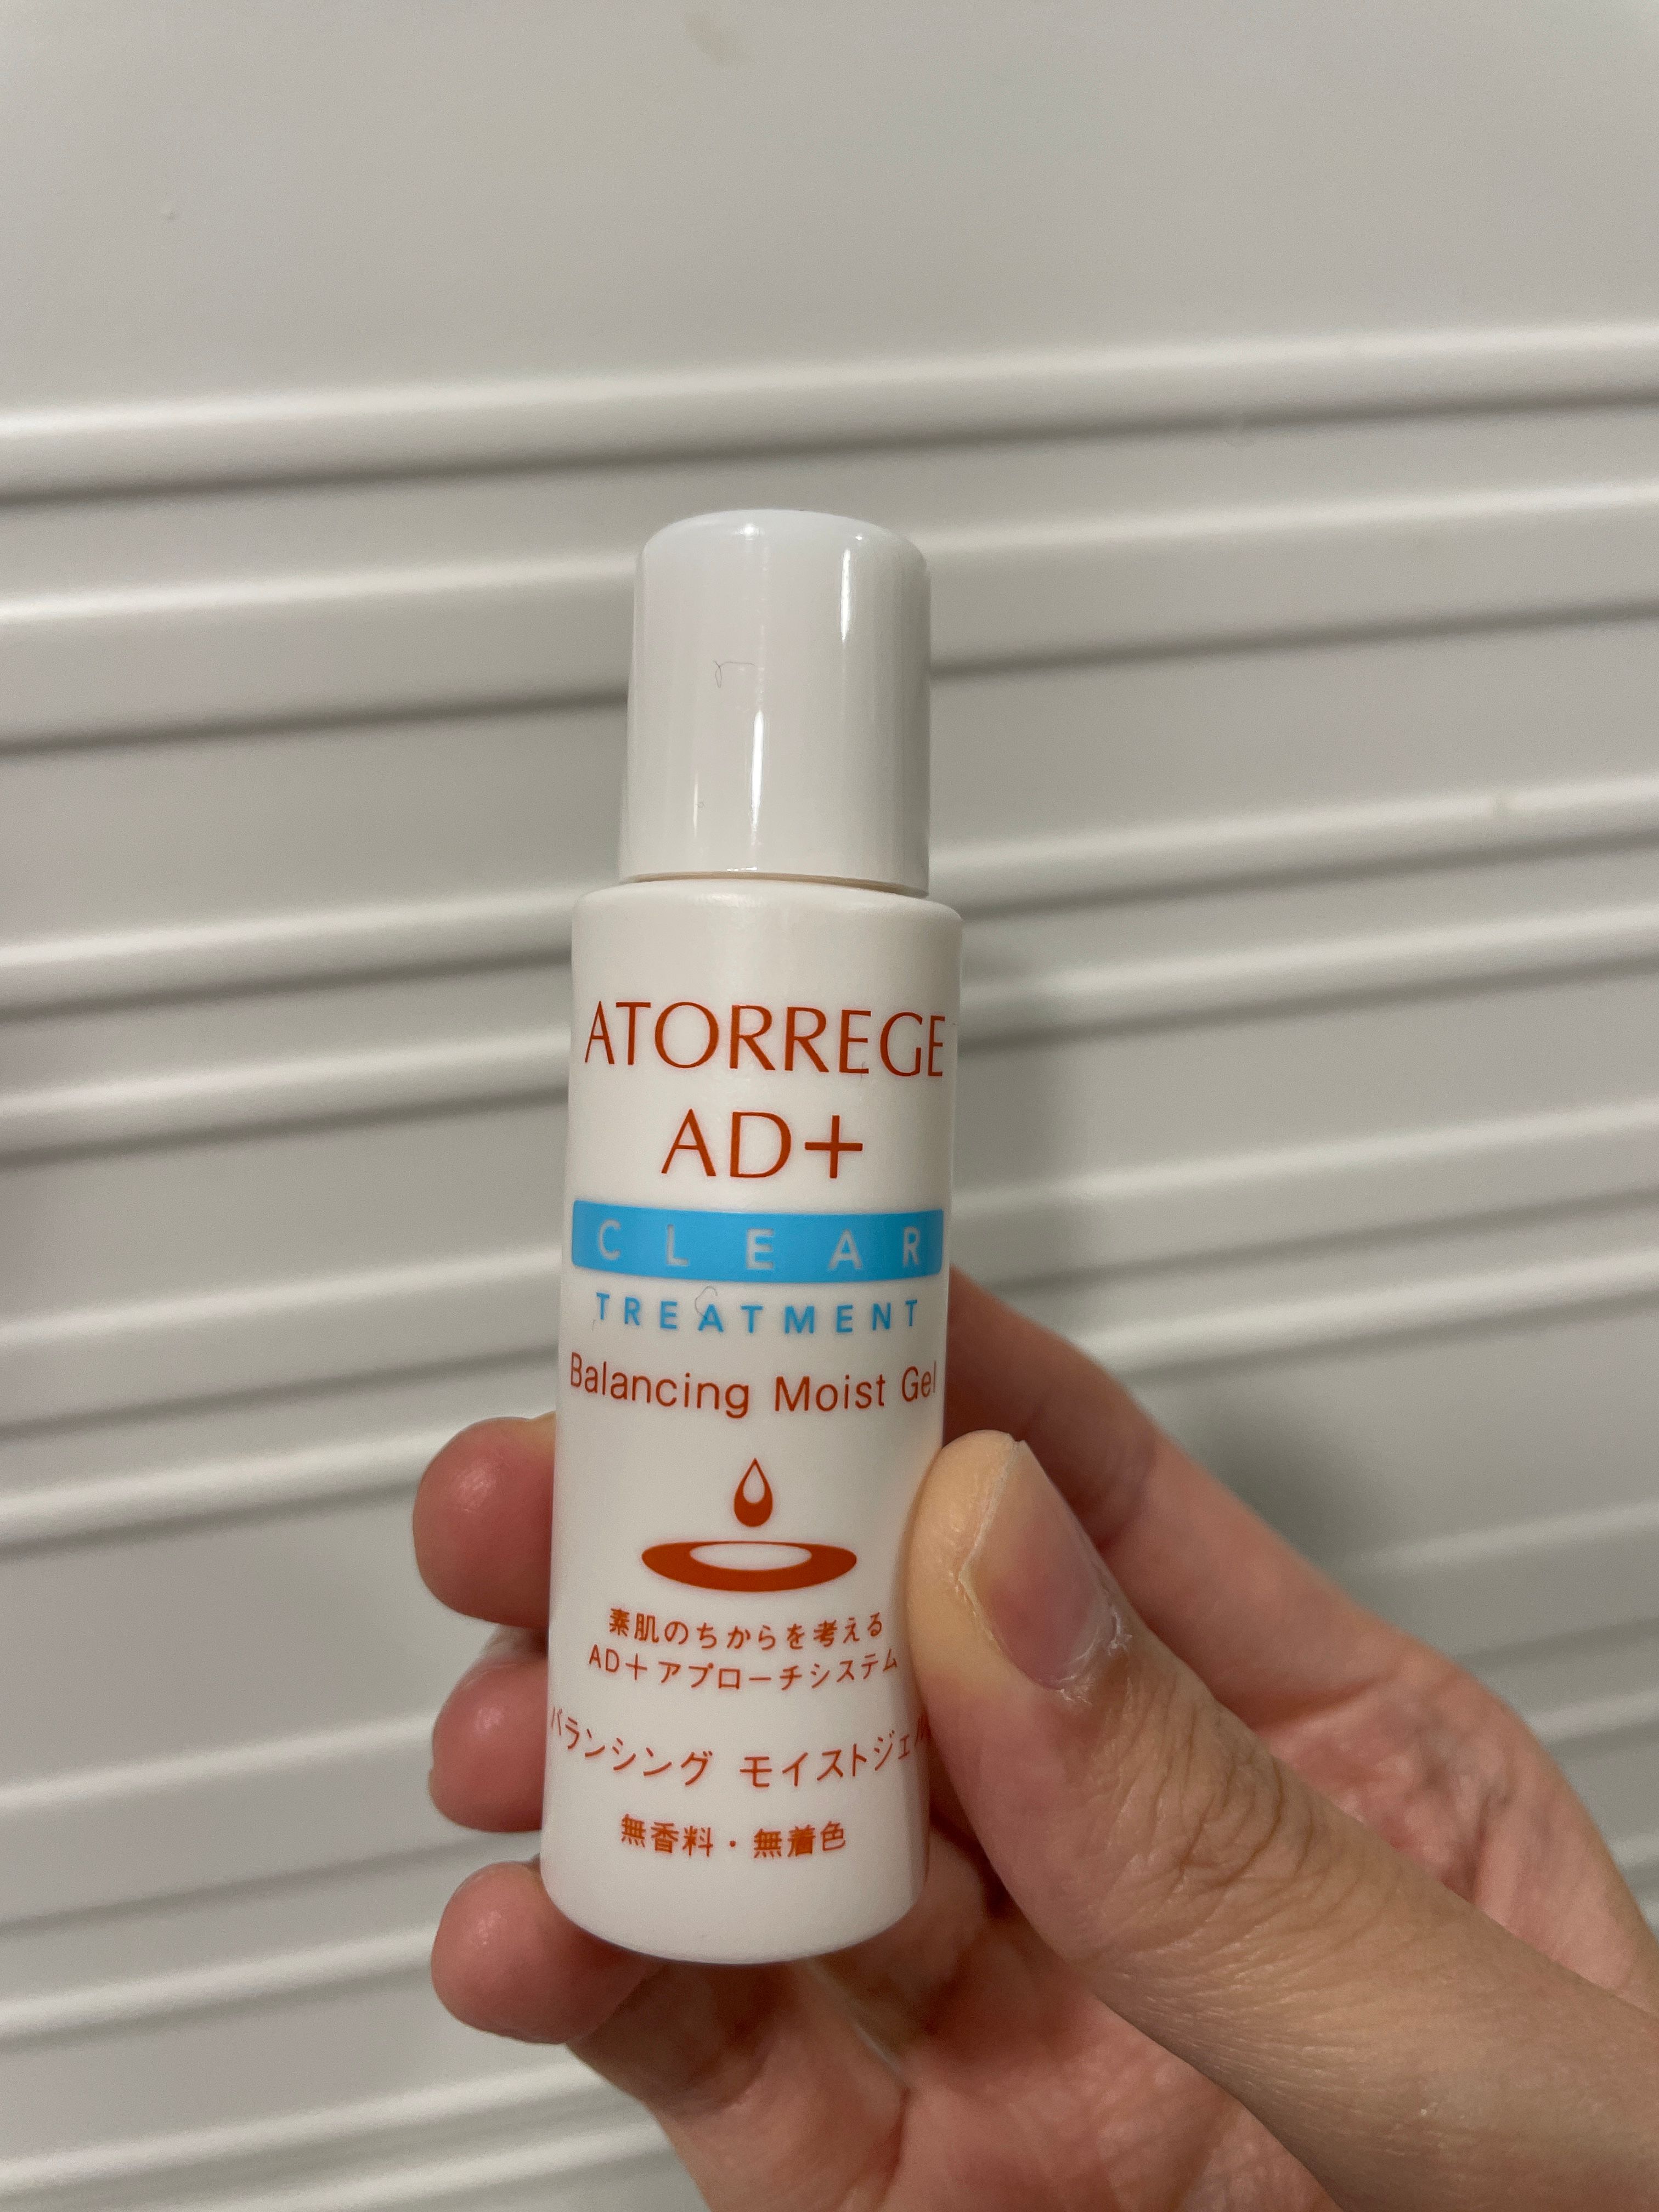 ATORREGE
AD+
CLEAR
TREATMENT
Balancing Moist Gel
素肌のちからを考える
AD+アプローチシステム
バランシング モイストジェル
無香料・無着色